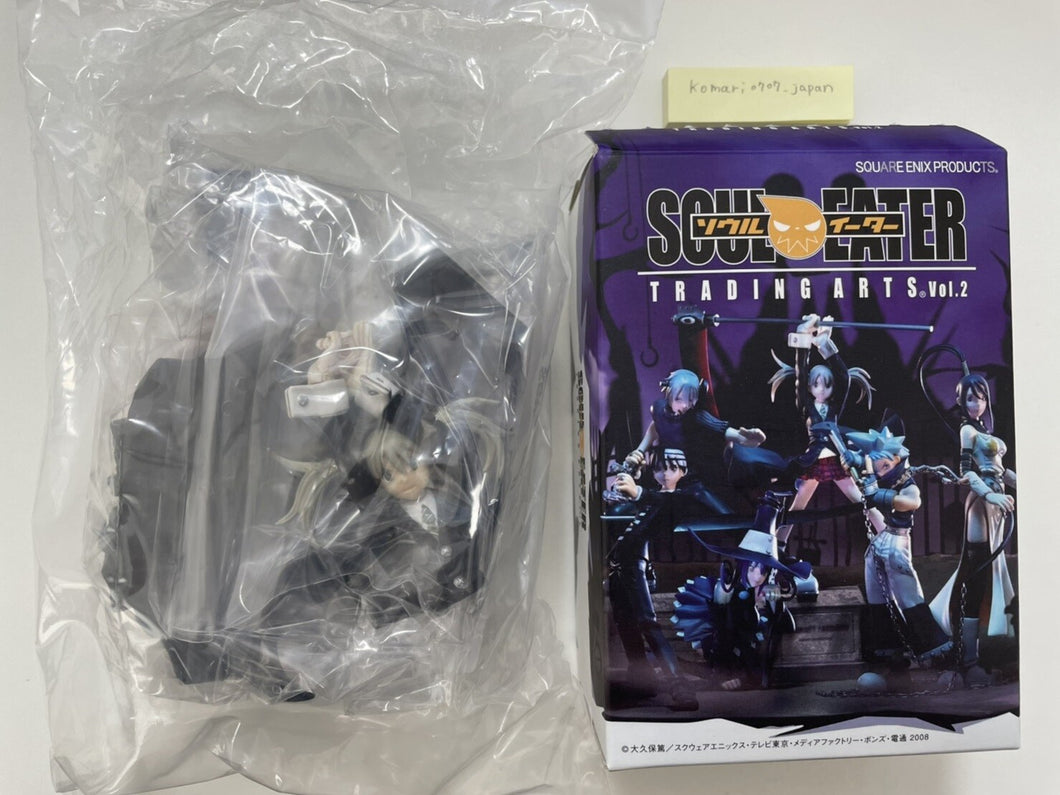 komari0707_japan
SQUARE ENIX PRODUCTS®
SOUL EATER
ソウル イーター
TRADING ARTS®Vol.2
©大久保篤／スクウェアエニックス・テレビ東京・メディアファクトリー・ボンズ・電通 2008